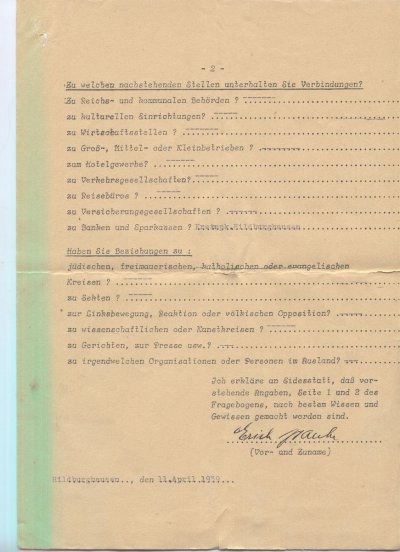 - 2 -
Zu welchen nachstehenden Stellen unterhalten Sie Verbindungen?
Zu Reichs- und kommunalen Behörden ? -------
zu kulturellen Einrichtungen? -----
zu Wirtschaftsstellen ? -------
zu Groß-, Mittel- oder Kleinbetrieben ? -------
zum Hotelgewerbe? ------
zu Verkehrsgesellschaften? -----
zu Reisebüros ? -----
zu Versicherungsgesellschaften ? ------
zu Banken und Sparkassen ? Hildburghausen
Haben Sie Beziehungen zu :
jüdischen, freimaurischen, katholischen oder evangelischen
Kreisen ? -----
zu Sekten ? -----
zur Linksbewegung, Reaktion oder völkischen Opposition? ----
zu wissenschaftlichen oder Kunstkreisen ? ------
zu Gerichten, zur Presse usw.? ----
zu irgendwelchen Organisationen oder Personen im Ausland? ----
Ich erkläre an Eidesstatt, daß vor-
stehende Angaben, Seite 1 und 2 des
Fragebogens, nach bestem Wissen und
Gewissen gemacht worden sind.
Erich
(Vor- und Zuname)
Hildburghausen.., den 11.April 1939...